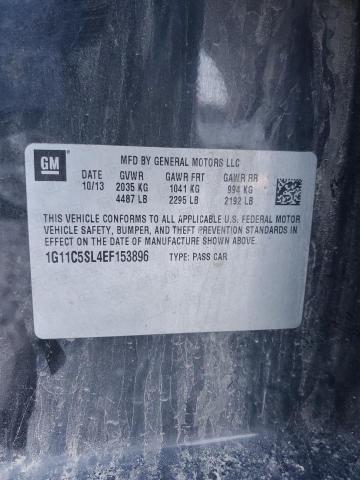 GM
MFD BY GENERAL MOTORS LLC
DATE GVWR GAWR FRT GAWR RR
10/13 2035 KG 1041 KG 994 KG
4487 LB 2295 LB 2192 LB
THIS VEHICLE CONFORMS TO ALL APPLICABLE U.S. FEDERAL MOTOR
VEHICLE SAFETY, BUMPER, AND THEFT PREVENTION STANDARDS
IN EFFECT ON THE DATE OF MANUFACTURE SHOWN ABOVE.
1G11C5SL4EF153896 TYPE: PASS CAR